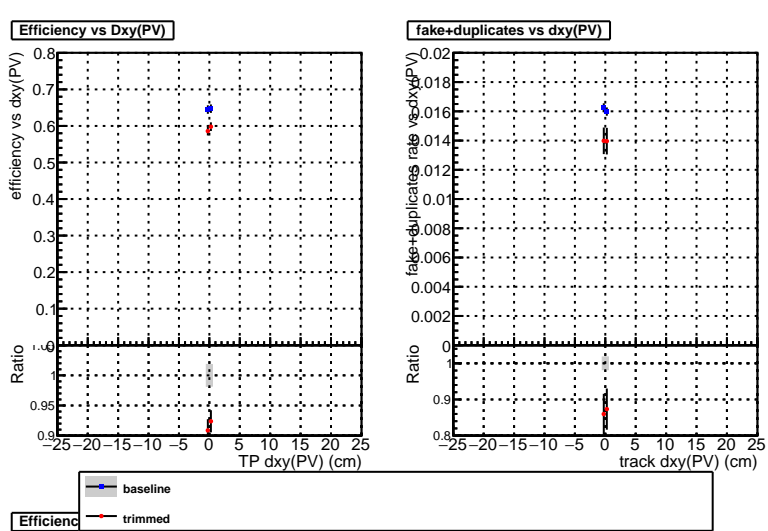 Efficiency vs Dxy(PV)
efficiency vs dxy(PV)
0.8
0.7
0.6
0.5
0.4
0.3
0.2
0.1
0
Ratio
1
0.95
0.9
−25 −20 −15 −10 −5 0 5 10 15 20 25
TP dxy(PV) (cm)
fake+duplicates vs dxy(PV)
fake+duplicates rate vs dxy(PV)
0.02
0.018
0.016
0.014
0.012
0.01
0.008
0.006
0.004
0.002
0
Ratio
1
0.9
0.8
−25 −20 −15 −10 −5 0 5 10 15 20 25
track dxy(PV) (cm)
baseline
trimmed
Efficienc